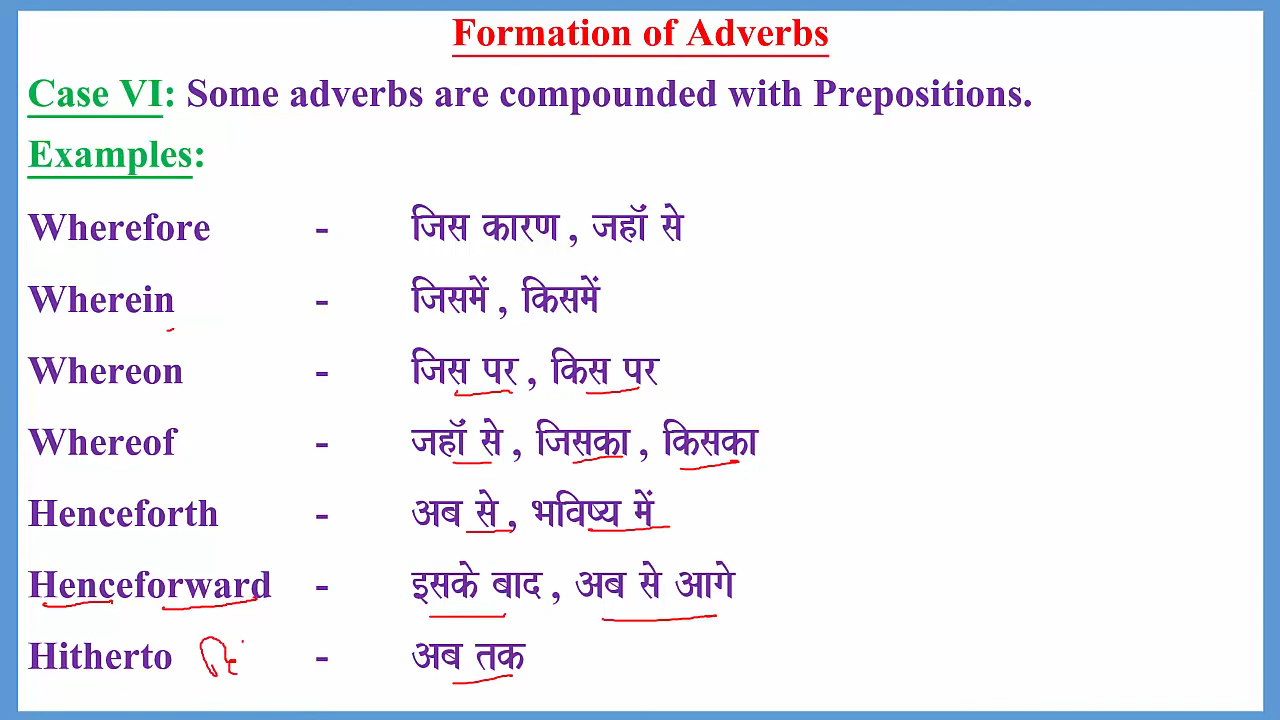 Formation of Adverbs
Case VI: Some adverbs are compounded with Prepositions.
Examples:
Wherefore - जिस कारण , जहाॅ से
Wherein - जिसमें , किसमें
Whereon - जिस पर , किस पर
Whereof - जहाॅ से , जिसका , किसका
Henceforth - अब से , भविष्य में
Henceforward - इसके बाद , अब से आगे
Hitherto - अब तक